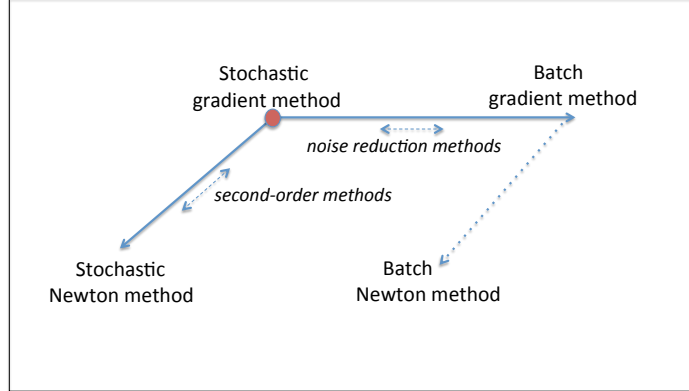 Stochastic
gradient method
Batch
gradient method
noise reduction methods
second-order methods
Stochastic
Newton method
Batch
Newton method